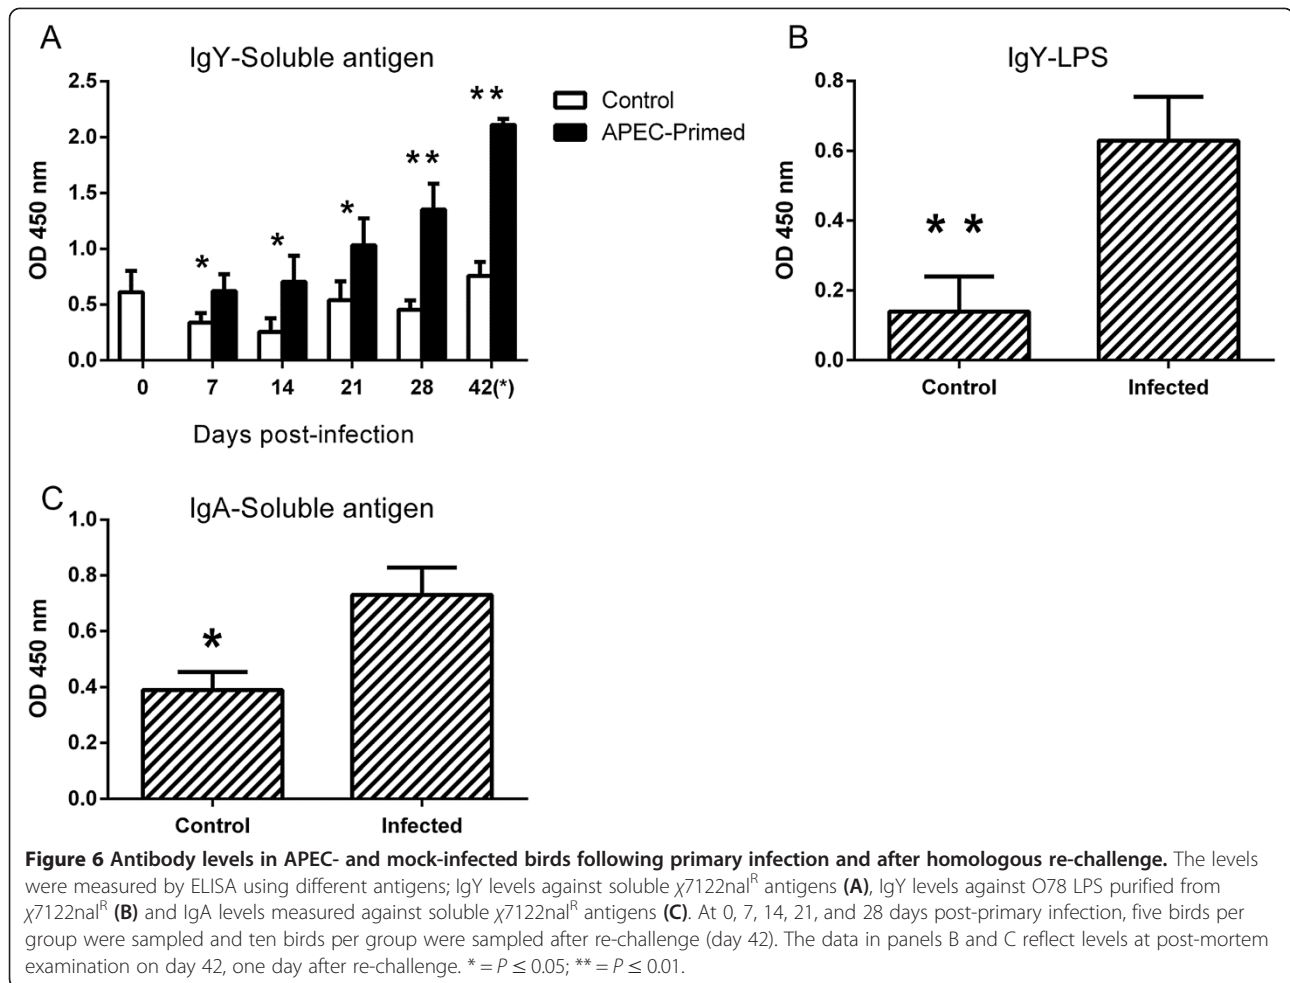 A
IgY-Soluble antigen
2.5
2.0
1.5
1.0
0.5
0.0
OD 450 nm
*
*
*
**
**
0 7 14 21 28 42(*)
Days post-infection
Control
APEC-Primed
B
IgY-LPS
0.8
0.6
0.4
0.2
0.0
OD 450 nm
**
Control Infected
C
IgA-Soluble antigen
1.0
0.8
0.6
0.4
0.2
0.0
OD 450 nm
*
Control Infected
Figure 6 Antibody levels in APEC- and mock-infected birds following primary infection and after homologous re-challenge. The levels
were measured by ELISA using different antigens; IgY levels against soluble χ7122nalᴿ antigens (A), IgY levels against O78 LPS purified from
χ7122nalᴿ (B) and IgA levels measured against soluble χ7122nalᴿ antigens (C). At 0, 7, 14, 21, and 28 days post-primary infection, five birds per
group were sampled and ten birds per group were sampled after re-challenge (day 42). The data in panels B and C reflect levels at post-mortem
examination on day 42, one day after re-challenge. * = P ≤ 0.05; ** = P ≤ 0.01.